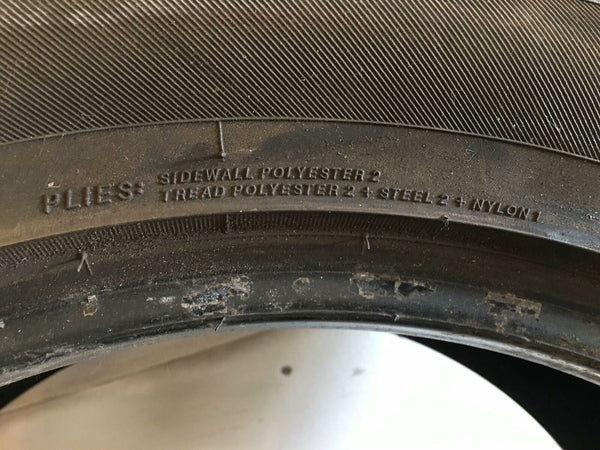 PLIES:
SIDEWALL POLYESTER 2
TREAD POLYESTER 2 + STEEL 2 + NYLON 1